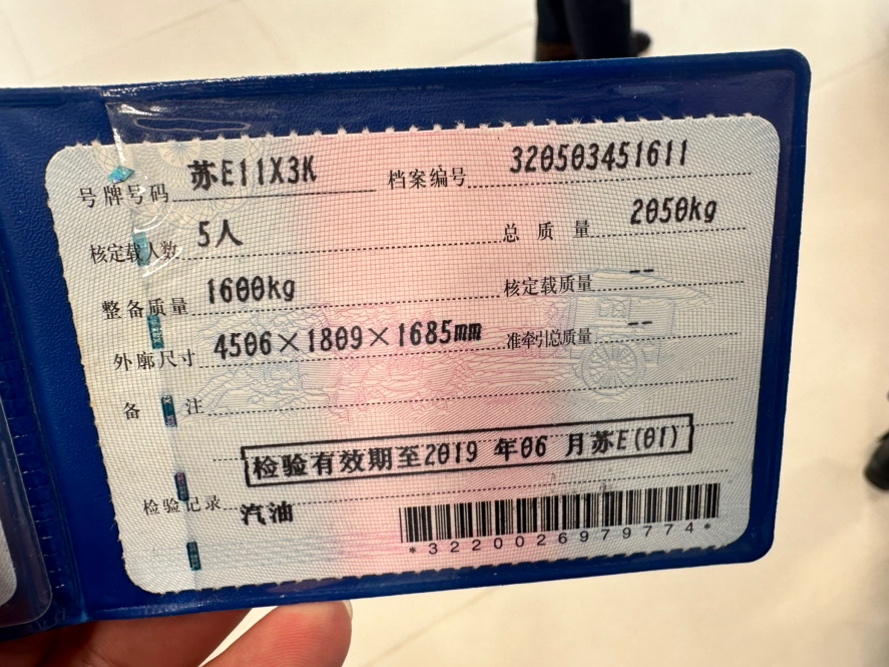 号牌号码 苏E11X3K 档案编号 320503451611
核定载人数 5人 总质量 2050kg
整备质量 1600kg 核定载质量 --
外廓尺寸 4506×1809×1685mm 准牵引总质量 --
备注
检验有效期至2019 年06 月苏E(01)
检验记录 汽油
*3220026979774*